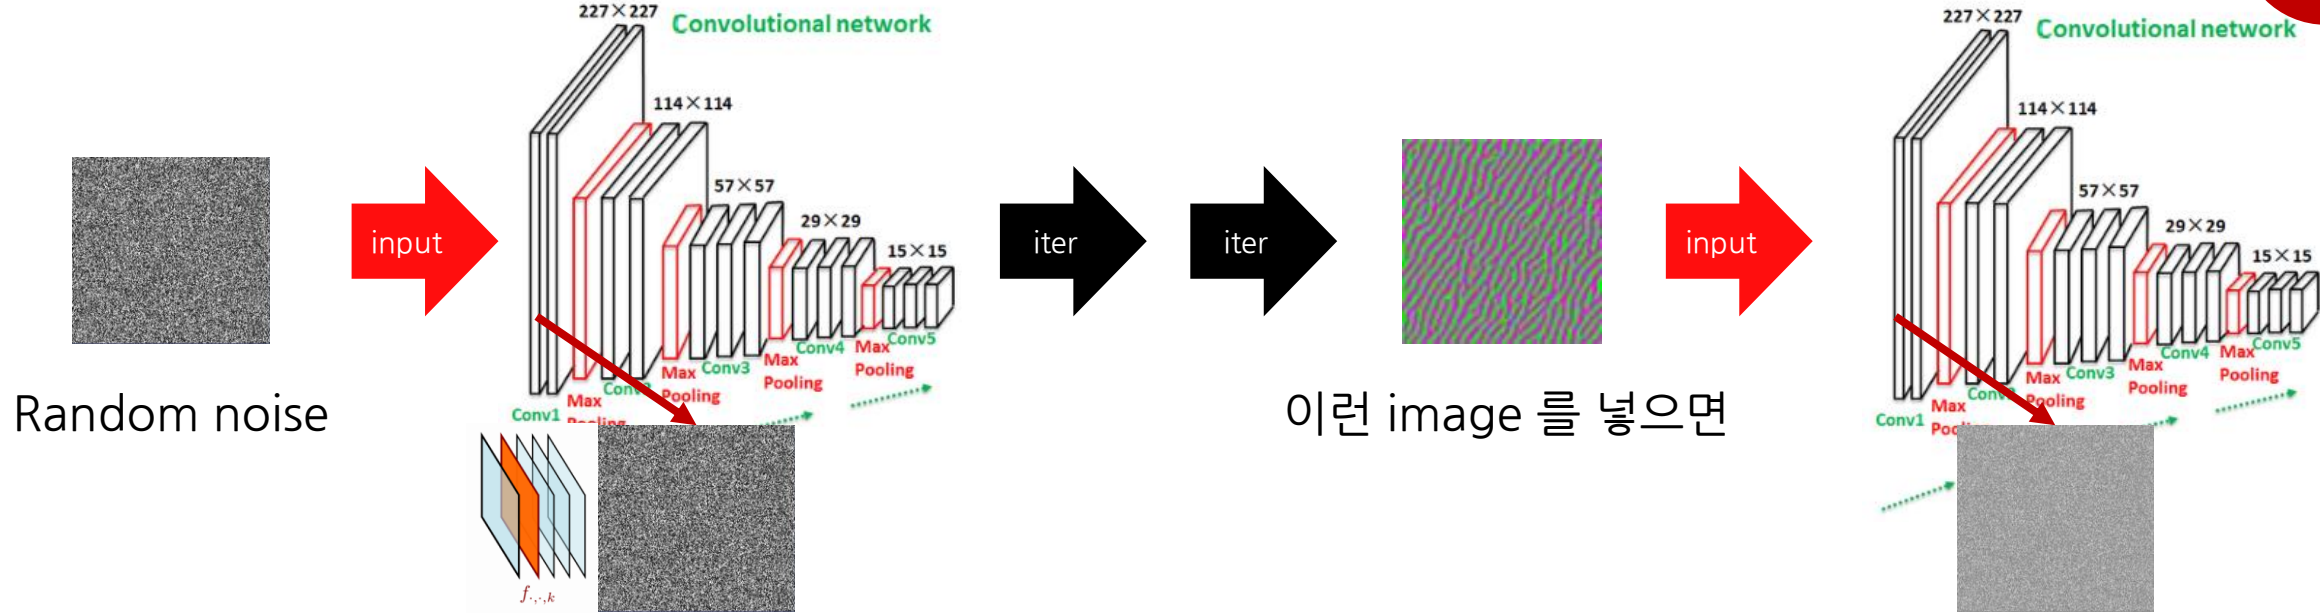 227×227
Convolutional network
114×114
57×57
29×29
15×15
input
Conv1
Max
Pooling
Conv2
Max
Pooling
Conv3
Max
Pooling
Conv4
Max
Pooling
Conv5
Random noise
f.,.,k
iter
iter
이런 image 를 넣으면
input
227×227
Convolutional network
114×114
57×57
29×29
15×15
Conv1
Max
Conv2
Max
Pooling
Conv3
Max
Pooling
Conv4
Max
Pooling
Conv5